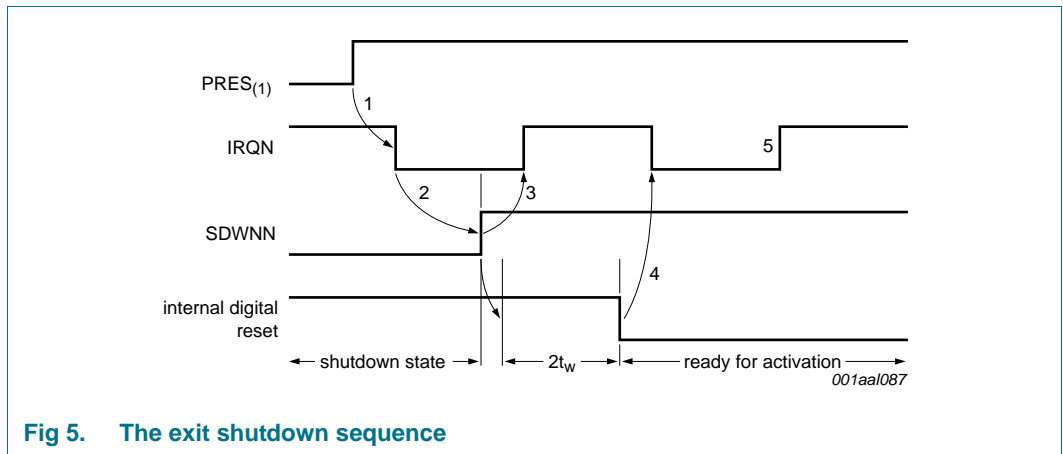 PRES(1)
1
IRQN
5
2
3
SDWNN
4
internal digital
reset
shutdown state
2tw
ready for activation
001aal087
Fig 5. The exit shutdown sequence